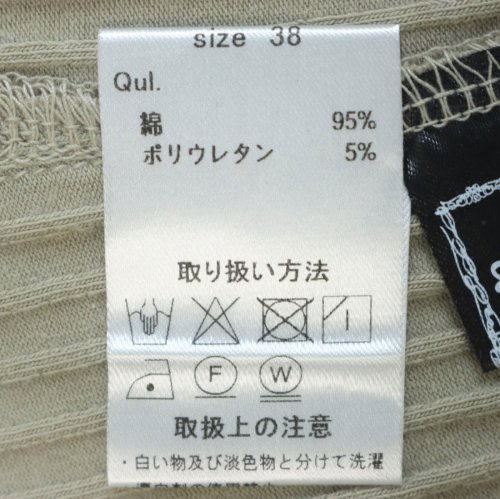 size 38
Qul.
綿 95%
ポリウレタン 5%
取り扱い方法
F W
取扱上の注意
・白い物及び淡色物と分けて洗濯